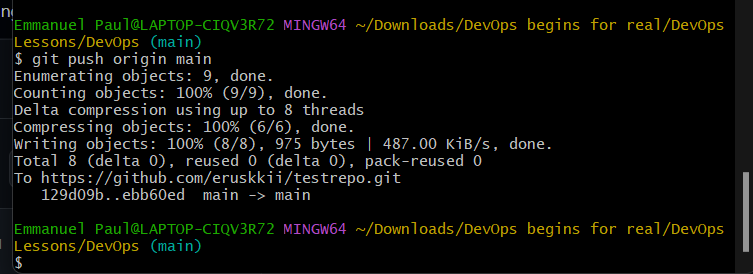 Emmanuel Paul@LAPTOP-CIQV3R72 MINGW64 ~/Downloads/DevOps begins for real/DevOps
Lessons/DevOps (main)
$ git push origin main
Enumerating objects: 9, done.
Counting objects: 100% (9/9), done.
Delta compression using up to 8 threads
Compressing objects: 100% (6/6), done.
Writing objects: 100% (8/8), 975 bytes | 487.00 KiB/s, done.
Total 8 (delta 0), reused 0 (delta 0), pack-reused 0
To https://github.com/eruskkii/testrepo.git
   129d09b..ebb60ed  main -> main
Emmanuel Paul@LAPTOP-CIQV3R72 MINGW64 ~/Downloads/DevOps begins for real/DevOps
Lessons/DevOps (main)
$